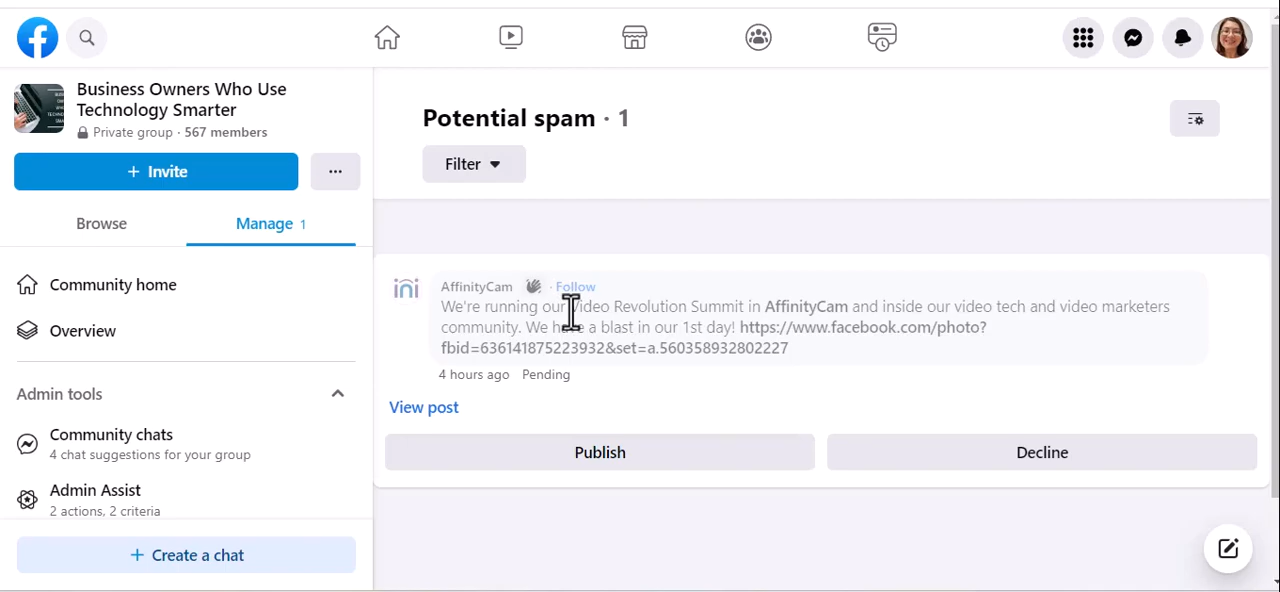 Business Owners Who Use
Technology Smarter
Private group · 567 members
+ Invite
...
Browse
Manage 1
Community home
Overview
Admin tools
Community chats
4 chat suggestions for your group
Admin Assist
2 actions, 2 criteria
+ Create a chat
Potential spam · 1
Filter
AffinityCam · Follow
We're running our Video Revolution Summit in AffinityCam and inside our video tech and video marketers
community. We have a blast in our 1st day! https://www.facebook.com/photo?
fbid=636141875223932&set=a.560358932802227
4 hours ago Pending
View post
Publish
Decline